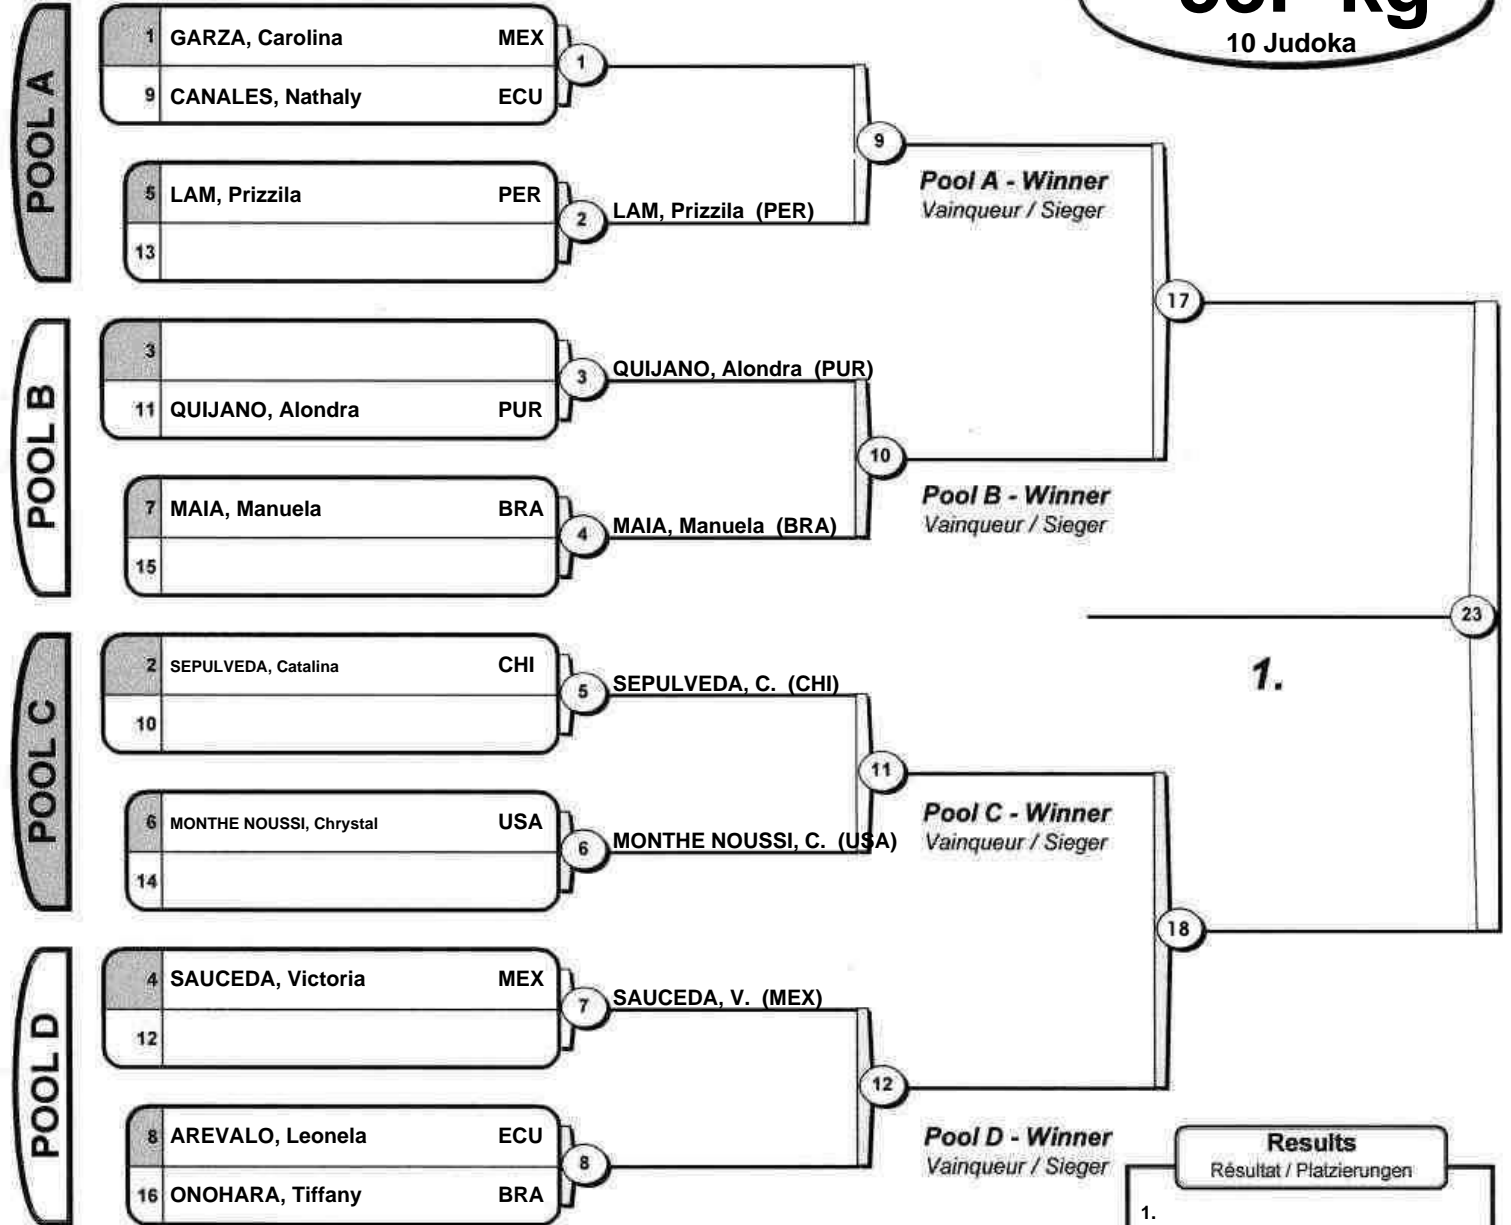 10 Judoka
POOL A
1 GARZA, Carolina MEX
9 CANALES, Nathaly ECU
1
5 LAM, Prizzila PER
13
2
LAM, Prizzila (PER)
9
Pool A - Winner
Vainqueur / Sieger
POOL B
3
11 QUIJANO, Alondra PUR
3
QUIJANO, Alondra (PUR)
7 MAIA, Manuela BRA
15
4
MAIA, Manuela (BRA)
10
Pool B - Winner
Vainqueur / Sieger
17
POOL C
2 SEPULVEDA, Catalina CHI
10
5
SEPULVEDA, C. (CHI)
6 MONTHE NOUSSI, Chrystal USA
14
6
MONTHE NOUSSI, C. (USA)
11
Pool C - Winner
Vainqueur / Sieger
23
1.
POOL D
4 SAUCEDA, Victoria MEX
12
7
SAUCEDA, V. (MEX)
8 AREVALO, Leonela ECU
16 ONOHARA, Tiffany BRA
8
12
Pool D - Winner
Vainqueur / Sieger
18
Results
Résultat / Platzierungen
1.